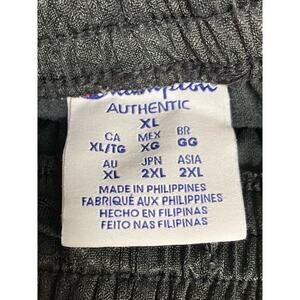 Champion
AUTHENTIC
XL
CA MEX BR
XL/TG XG GG
AU JPN ASIA
XL 2XL 2XL
MADE IN PHILIPPINES
FABRIQUÉ AUX PHILIPPINES
HECHO EN FILIPINAS
FEITO NAS FILIPINAS